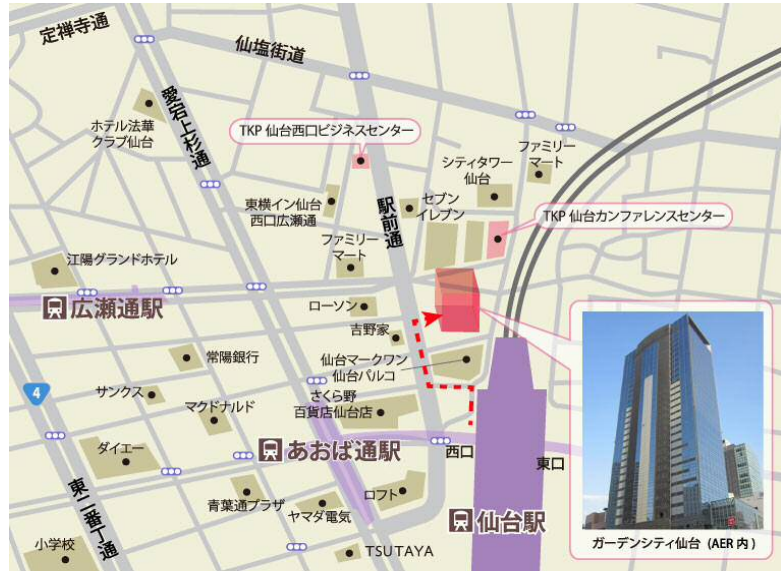 定禅寺通
仙塩街道
愛宕上杉通
ホテル法華
クラブ仙台
TKP 仙台西口ビジネスセンター
ファミリー
マート
シティタワー
仙台
東横イン仙台
西口広瀬通
駅前通
セブン
イレブン
TKP 仙台カンファレンスセンター
江陽グランドホテル
ファミリー
マート
広瀬通駅
ローソン
吉野家
常陽銀行
仙台マークワン
仙台パルコ
4
サンクス
マクドナルド
さくら野
百貨店仙台店
ダイエー
あおば通駅
西口
東口
東二番丁通
青葉通プラザ
ヤマダ電気
ロフト
仙台駅
小学校
TSUTAYA
ガーデンシティ仙台 (AER 内)